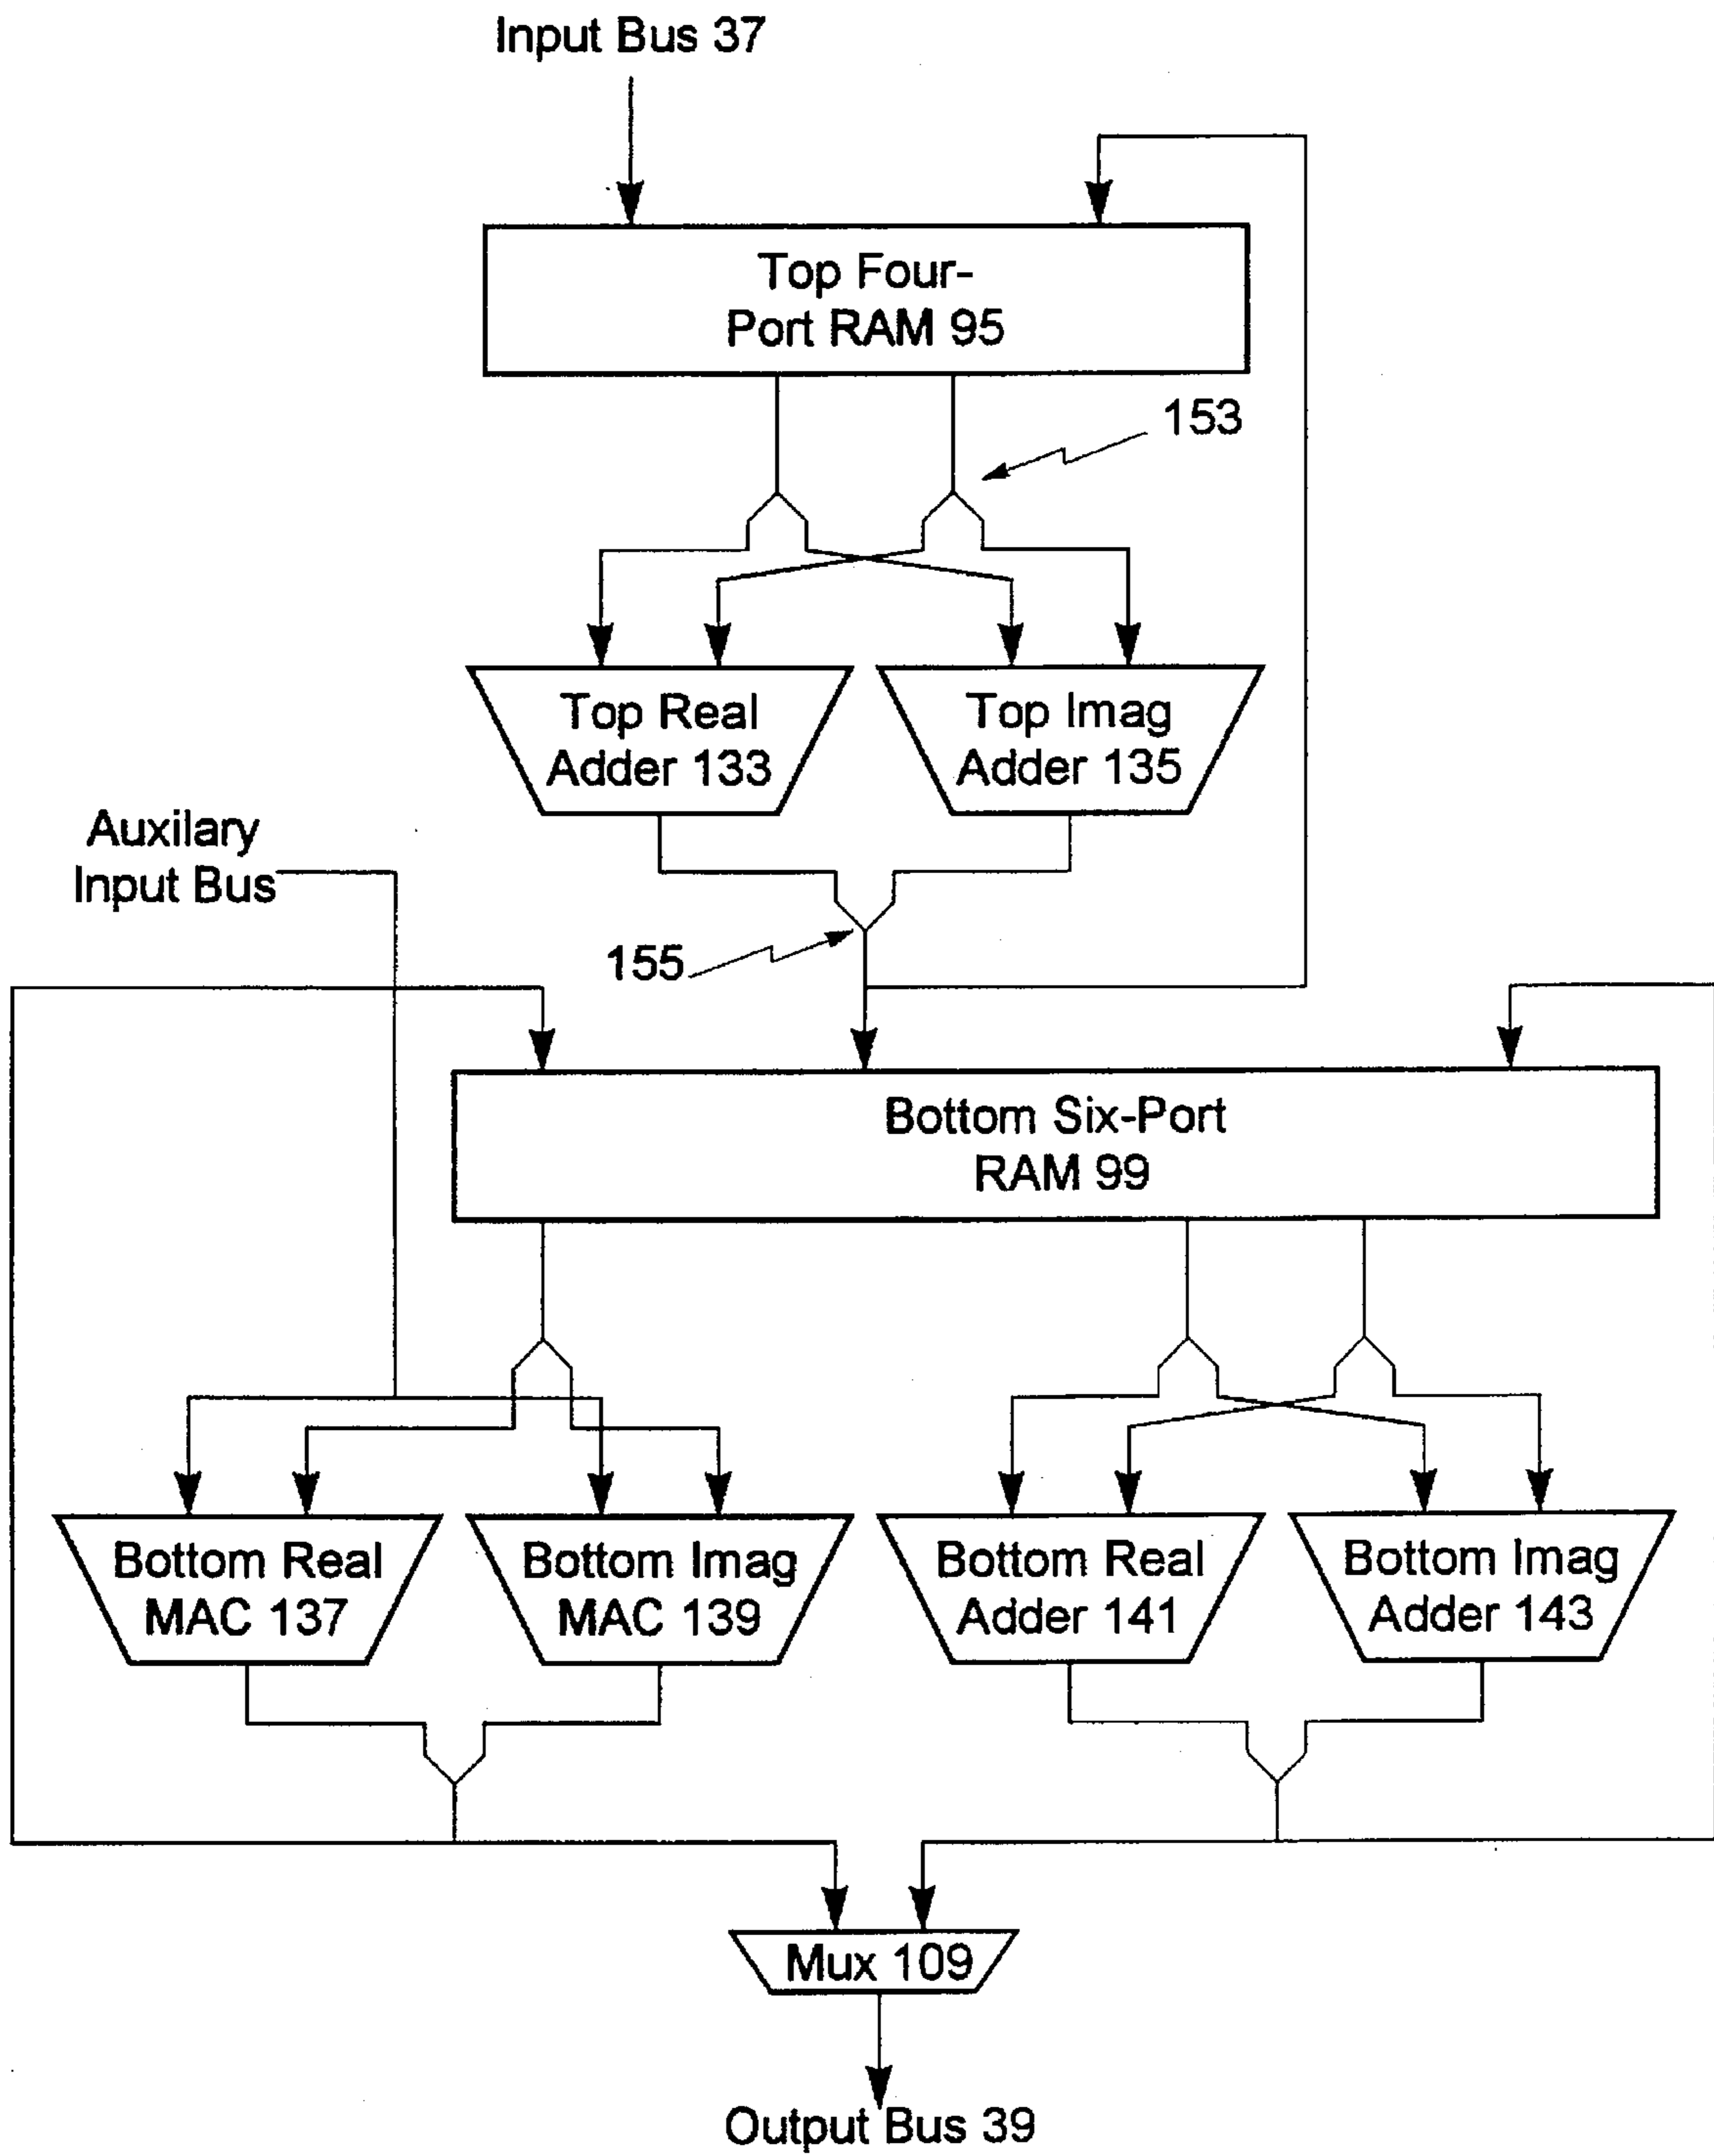 Input Bus 37
Top Four-
Port RAM 95
153
Top Real
Adder 133
Top Imag
Adder 135
Auxilary
Input Bus
155
Bottom Six-Port
RAM 99
Bottom Real
MAC 137
Bottom Imag
MAC 139
Bottom Real
Adder 141
Bottom Imag
Adder 143
Mux 109
Output Bus 39